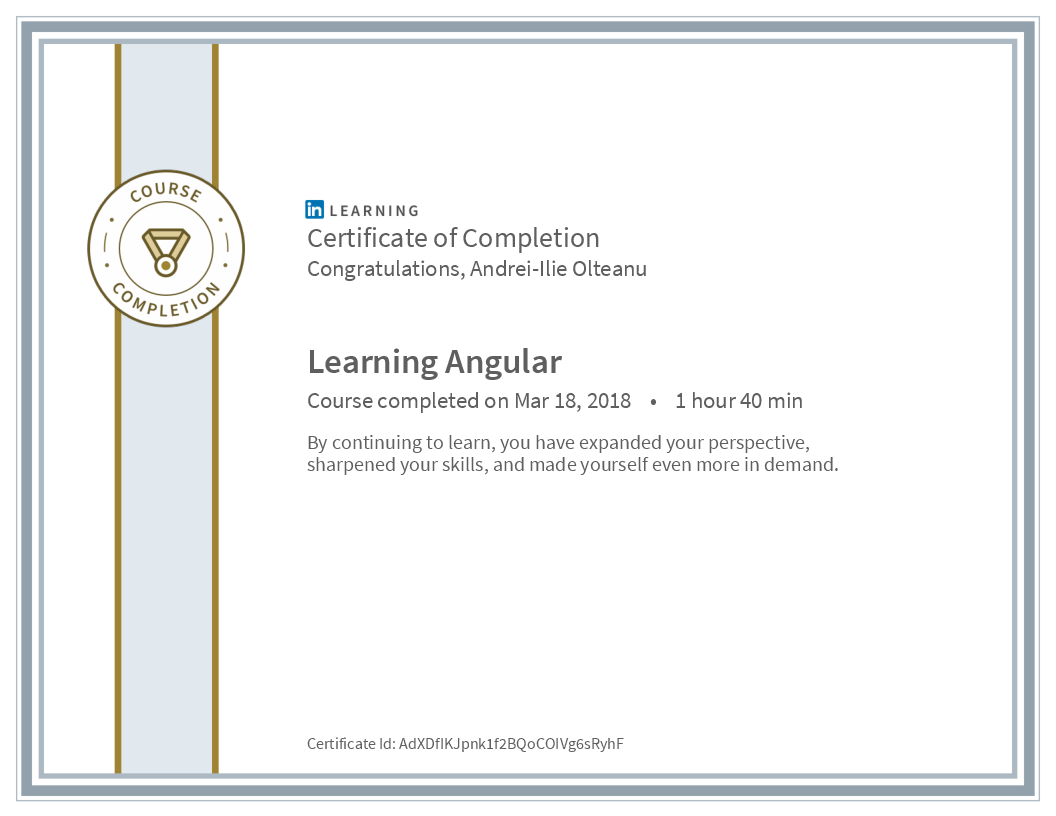 COURSE
COMPLETION
in LEARNING
Certificate of Completion
Congratulations, Andrei-Ilie Olteanu
Learning Angular
Course completed on Mar 18, 2018 • 1 hour 40 min
By continuing to learn, you have expanded your perspective,
sharpened your skills, and made yourself even more in demand.
Certificate Id: AdXDfIKJpnk1f2BQoCOIVg6sRyhF